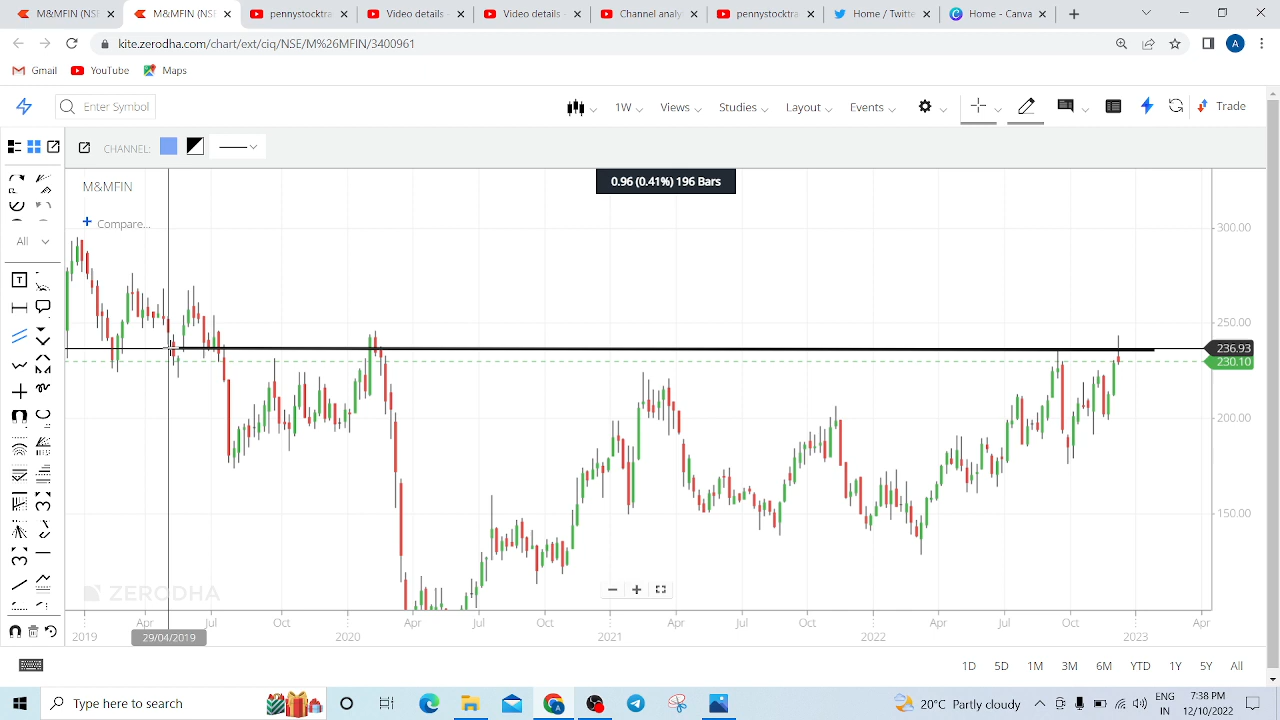 M&MFIN (NSE) M
M&MFIN (NSE) M
pennystocktra
Video details -
Video details -
Channel analy
pennystocktra
Home / Twitte
Home - Canva
kite.zerodha.com/chart/ext/ciq/NSE/M%26MFIN/3400961
A
Gmail
YouTube
Maps
Enter Symbol
1W
Views
Studies
Layout
Events
Trade
CHANNEL:
0.96 (0.41%) 196 Bars
M&MFIN
Compare...
All
T
300.00
250.00
236.93
230.10
200.00
150.00
ZERODHA
Apr
Jul
Oct
Apr
Jul
Oct
Apr
Jul
Oct
Apr
Jul
Oct
Apr
2019
29/04/2019
2020
2021
2022
2023
1D
5D
1M
3M
6M
YTD
1Y
5Y
All
Type here to search
20°C
Partly cloudy
ENG
IN
7:38 PM
12/10/2022